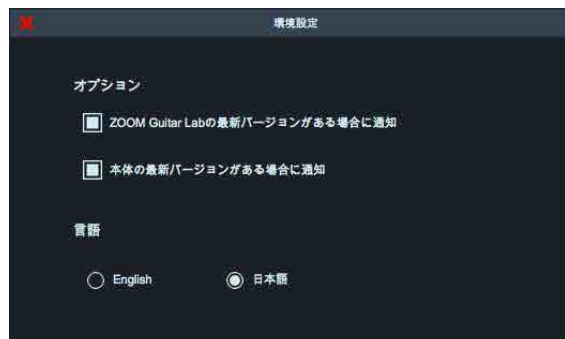 環境設定
オプション
ZOOM Guitar Labの最新バージョンがある場合に通知
本体の最新バージョンがある場合に通知
言語
English 日本語